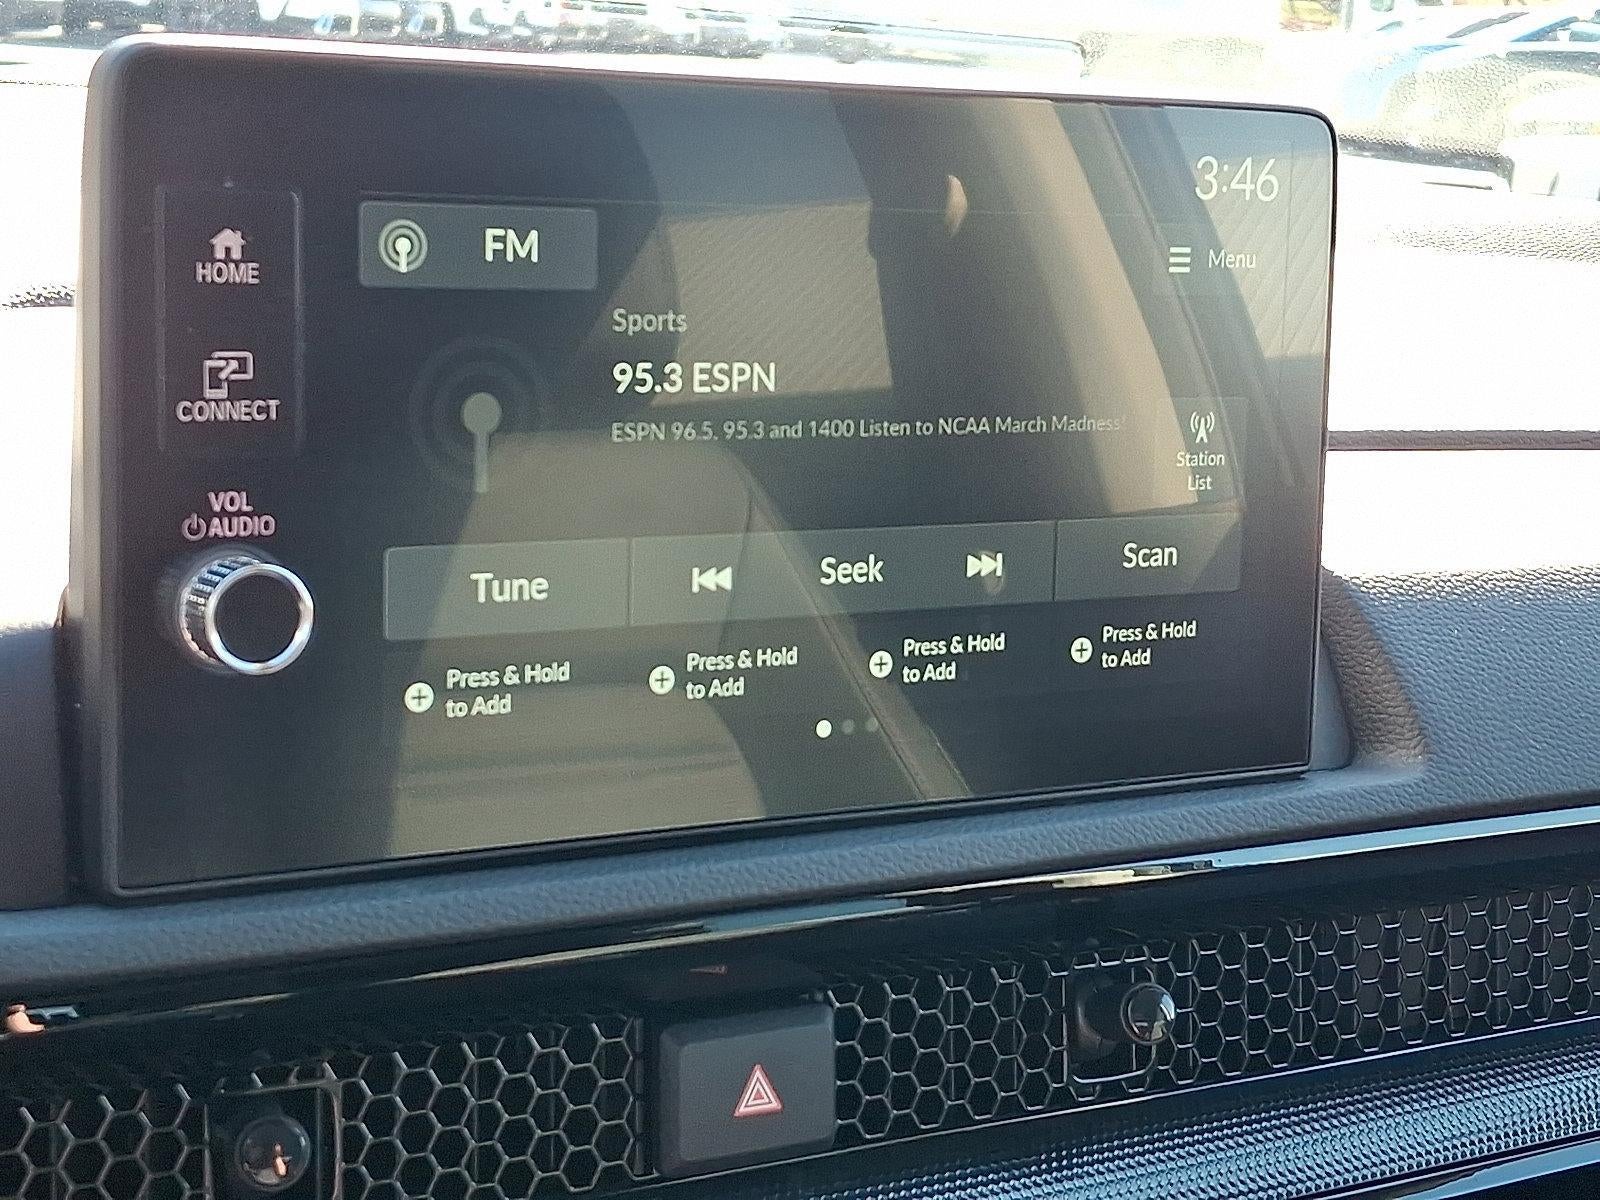 3:46
HOME
FM
Menu
Sports
CONNECT
95.3 ESPN
ESPN 96.5, 95.3 and 1400 Listen to NCAA March Madness!
Station
List
VOL
AUDIO
Tune
Seek
Scan
Press & Hold
to Add
Press & Hold
to Add
Press & Hold
to Add
Press & Hold
to Add